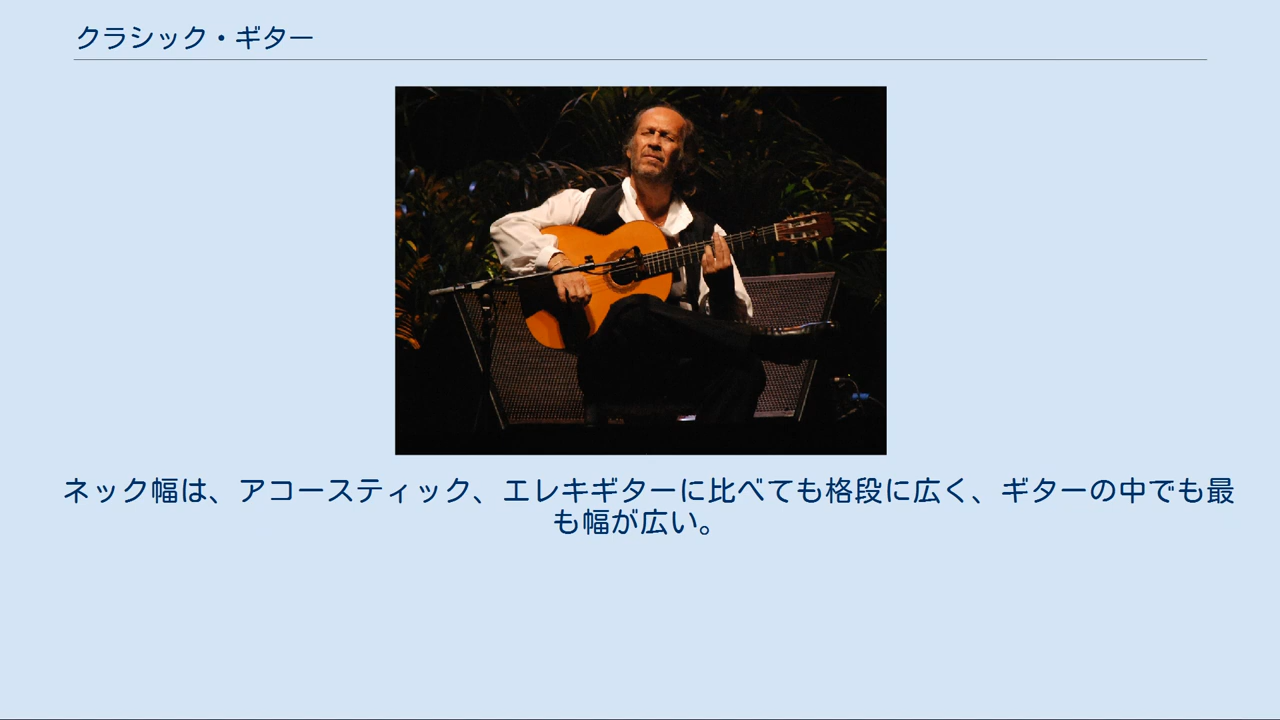 クラシック・ギター
ネック幅は、アコースティック、エレキギターに比べても格段に広く、ギターの中でも最
も幅が広い。